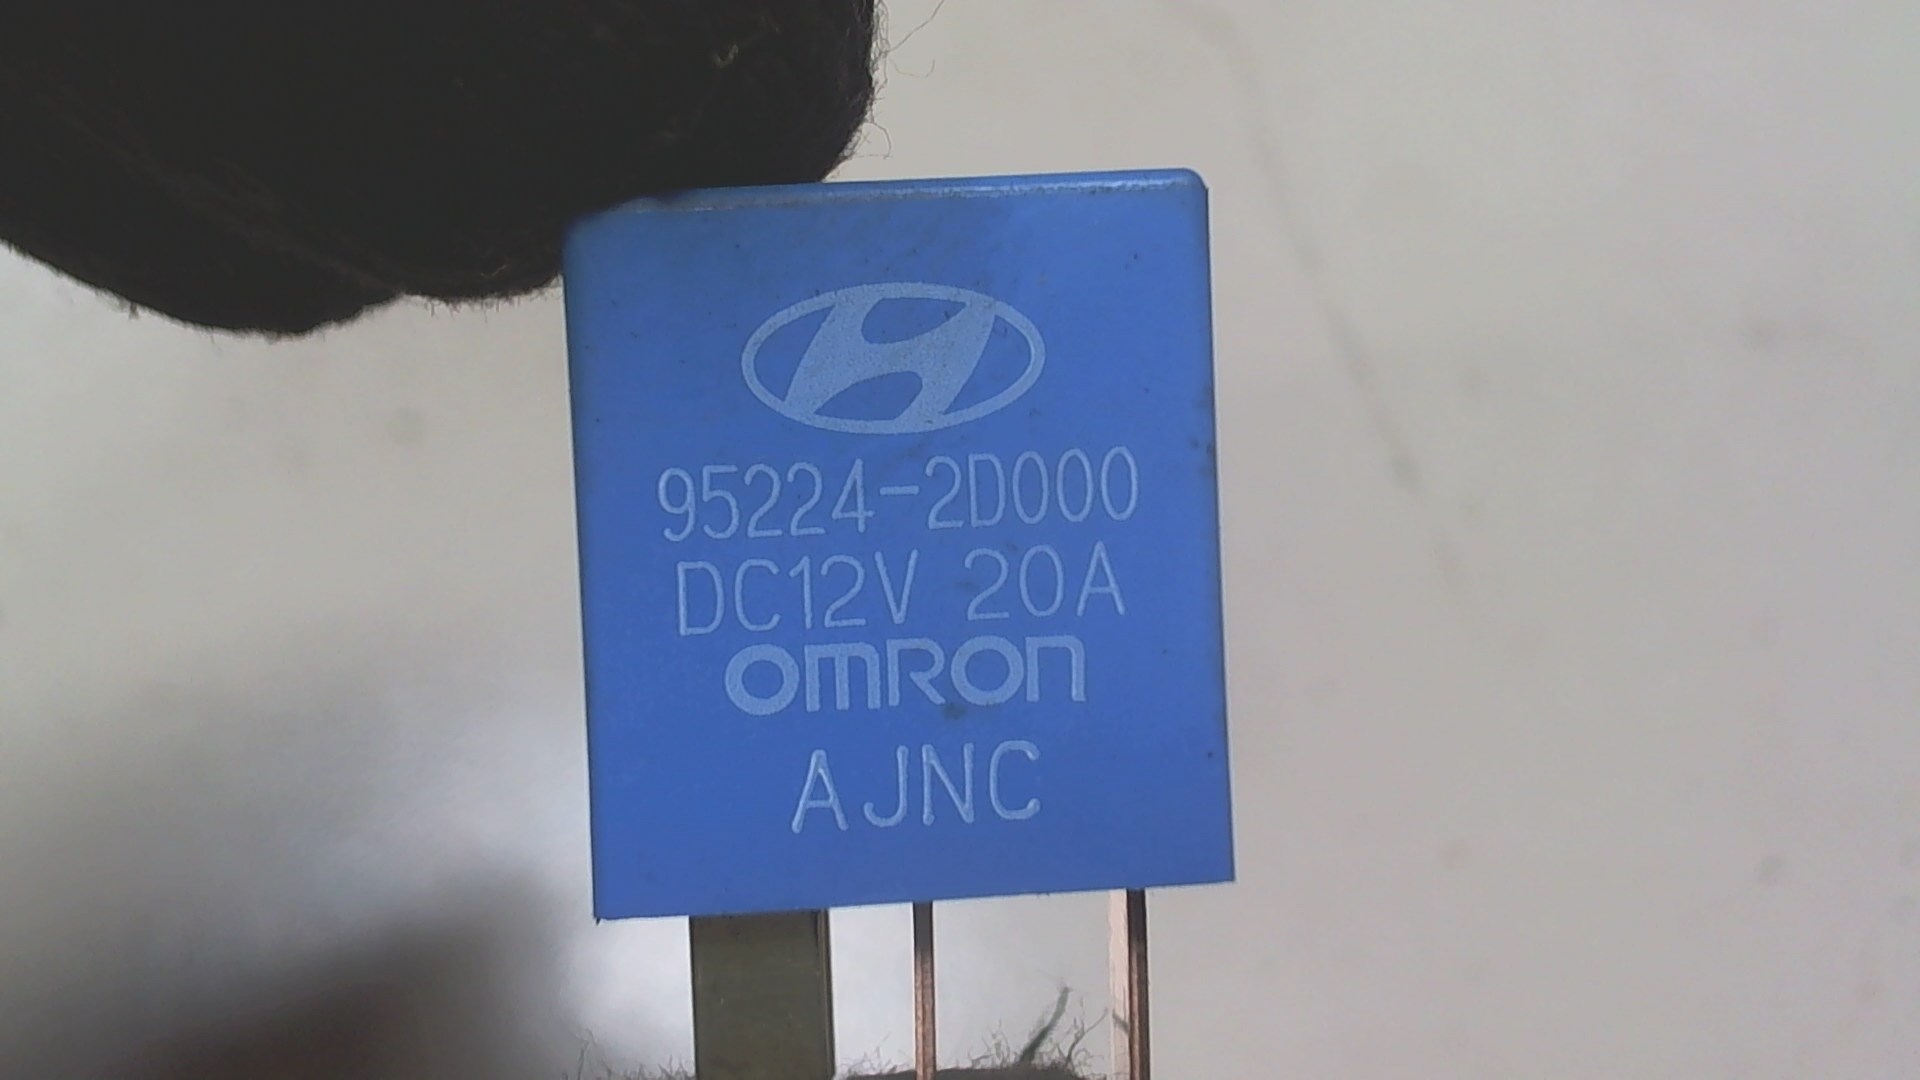 95224-2D000
DC12V 20A
omron
AJNC